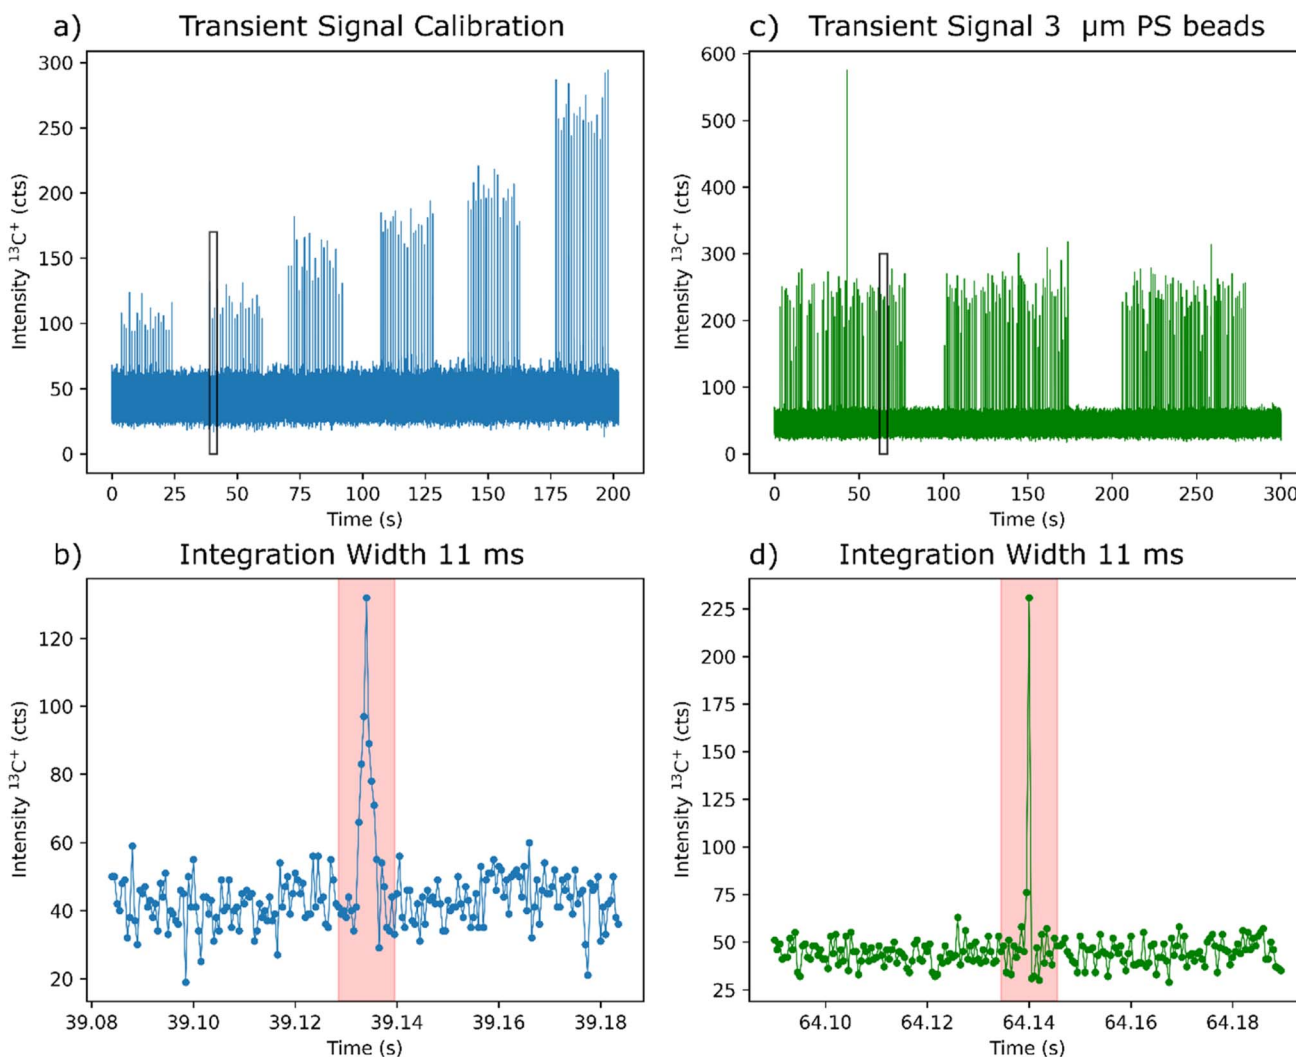 a) Transient Signal Calibration
300
250
200
150
100
50
0
Intensity ¹³C⁺ (cts)
0 25 50 75 100 125 150 175 200
Time (s)
c) Transient Signal 3 µm PS beads
600
500
400
300
200
100
0
Intensity ¹³C⁺ (cts)
0 50 100 150 200 250 300
Time (s)
b) Integration Width 11 ms
120
100
80
60
40
20
Intensity ¹³C⁺ (cts)
39.08 39.10 39.12 39.14 39.16 39.18
Time (s)
d) Integration Width 11 ms
225
200
175
150
125
100
75
50
25
Intensity ¹³C⁺ (cts)
64.10 64.12 64.14 64.16 64.18
Time (s)